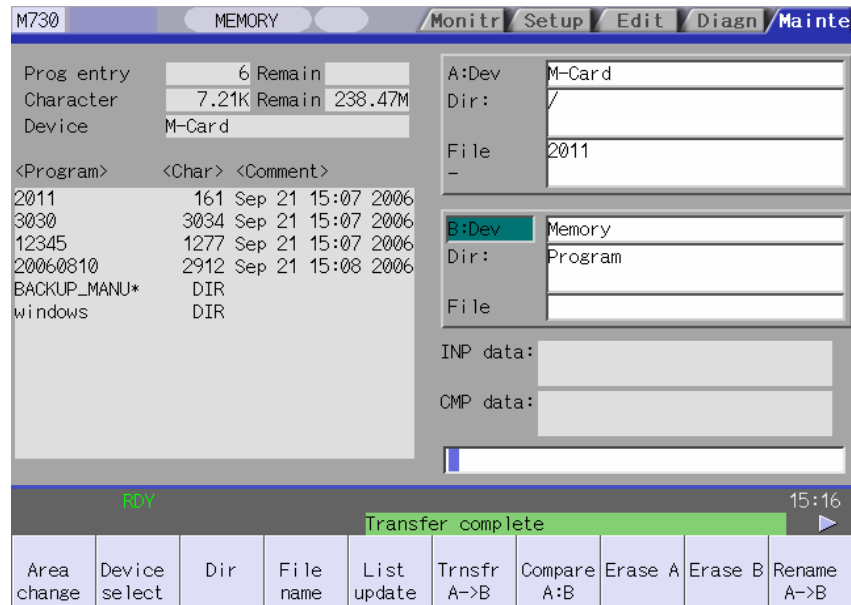 M730 MEMORY Monitr Setup Edit Diagn Mainte
Prog entry 6 Remain
Character 7.21K Remain 238.47M
Device M-Card
<Program> <Char> <Comment>
2011 161 Sep 21 15:07 2006
3030 3034 Sep 21 15:07 2006
12345 1277 Sep 21 15:07 2006
20060810 2912 Sep 21 15:08 2006
BACKUP_MANU* DIR
windows DIR
A:Dev M-Card
Dir: /
File 2011
–
B:Dev Memory
Dir: Program
File
INP data:
CMP data:
RDY 15:16
Transfer complete
Area change
Device select
Dir
File name
List update
Trnsfr A->B
Compare A:B
Erase A
Erase B
Rename A->B